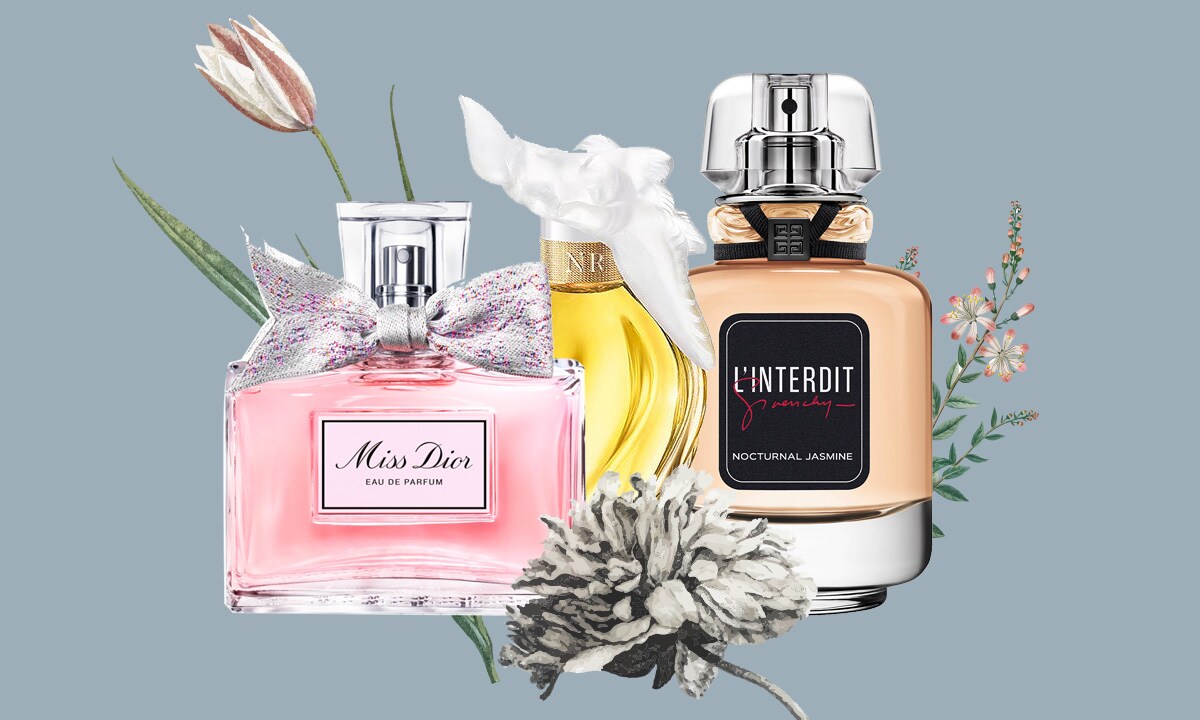 Miss Dior
EAU DE PARFUM
NR
L'INTERDIT
Givenchy
NOCTURNAL JASMINE